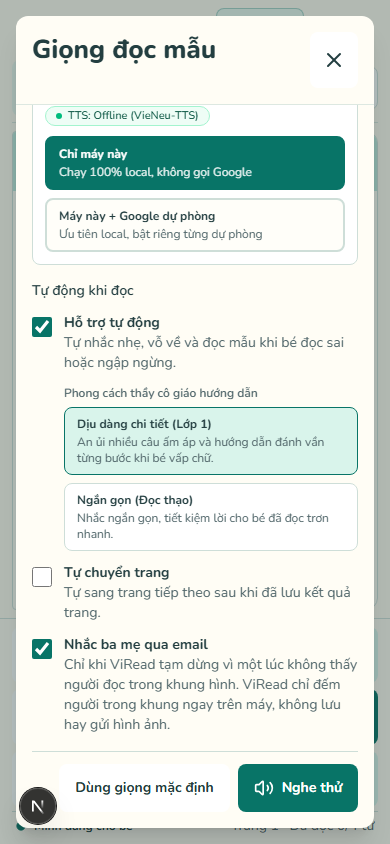 Giọng đọc mẫu
TTS: Offline (VieNeu-TTS)
Chỉ máy này
Chạy 100% local, không gọi Google
Máy này + Google dự phòng
Ưu tiên local, bật riêng từng dự phòng
Tự động khi đọc
Hỗ trợ tự động
Tự nhắc nhẹ, vỗ về và đọc mẫu khi bé đọc sai
hoặc ngập ngừng.
Phong cách thầy cô giáo hướng dẫn
Dịu dàng chi tiết (Lớp 1)
An ủi nhiều câu ấm áp và hướng dẫn đánh vần
từng bước khi bé vấp chữ.
Ngắn gọn (Đọc thạo)
Nhắc ngắn gọn, tiết kiệm lời cho bé đã đọc trơn
nhanh.
Tự chuyển trang
Tự sang trang tiếp theo sau khi đã lưu kết quả
trang.
Nhắc ba mẹ qua email
Chỉ khi ViRead tạm dừng vì một lúc không thấy
người đọc trong khung hình. ViRead chỉ đếm
người trong khung ngay trên máy, không lưu
hay gửi hình ảnh.
Dùng giọng mặc định
Nghe thử
N